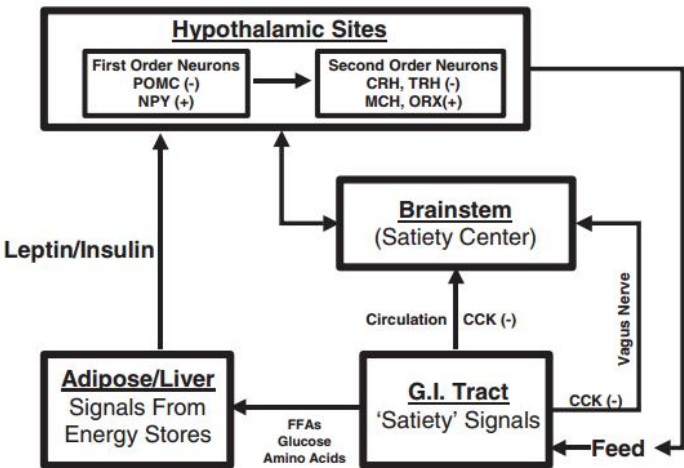 Hypothalamic Sites
First Order Neurons
POMC (-)
NPY (+)
Second Order Neurons
CRH, TRH (-)
MCH, ORX(+)
Brainstem
(Satiety Center)
Leptin/Insulin
Circulation
CCK (-)
Vagus Nerve
Adipose/Liver
Signals From
Energy Stores
FFAs
Glucose
Amino Acids
G.I. Tract
'Satiety' Signals
CCK (-)
Feed